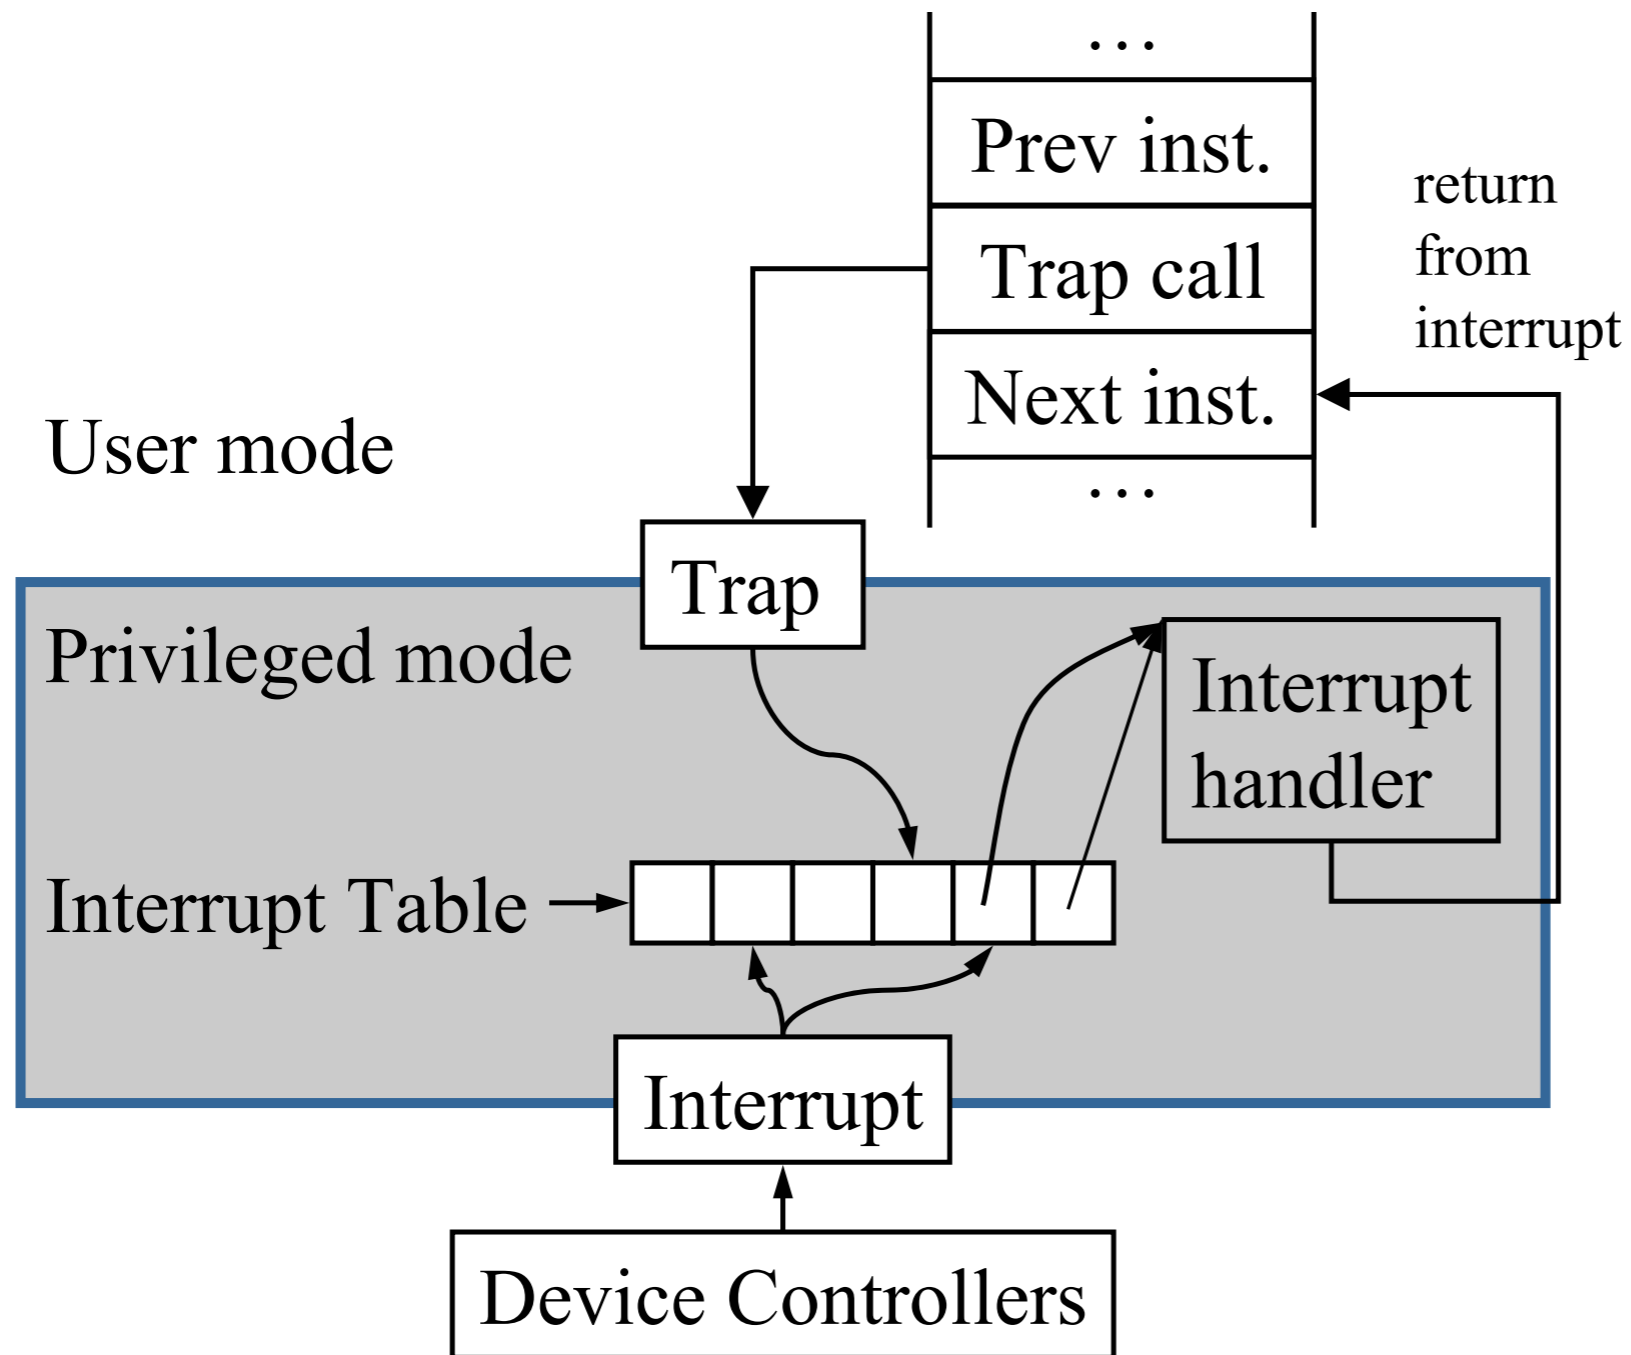 …
Prev inst.
Trap call
Next inst.
…
return
from
interrupt
User mode
Trap
Privileged mode
Interrupt
handler
Interrupt Table
Interrupt
Device Controllers